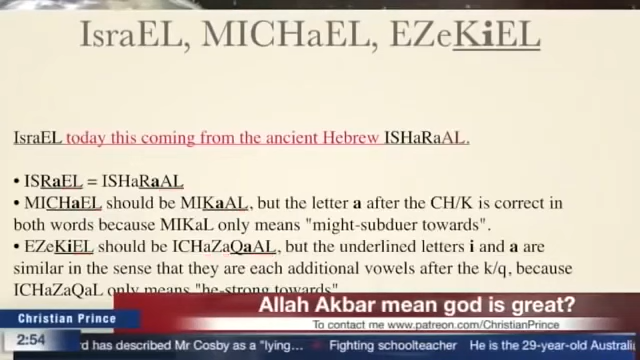 IsraEL, MICHaEL, EZeKiEL
IsraEL today this coming from the ancient Hebrew ISHaRaAL.
• ISRaEL = ISHaRaAL
• MICHaEL should be MIKaAL, but the letter a after the CH/K is correct in
both words because MIKaL only means "might-subduer towards".
• EZeKiEL should be ICHaZaQaAL, but the underlined letters i and a are
similar in the sense that they are each additional vowels after the k/q, because
ICHaZaQaL only means "he-strong towards"
Allah Akbar mean god is great?
Christian Prince
To contact me www.patreon.com/ChristianPrince
2:54
rd has described Mr Cosby as a "lying... Fighting schoolteacher He is the 29-year-old Australi